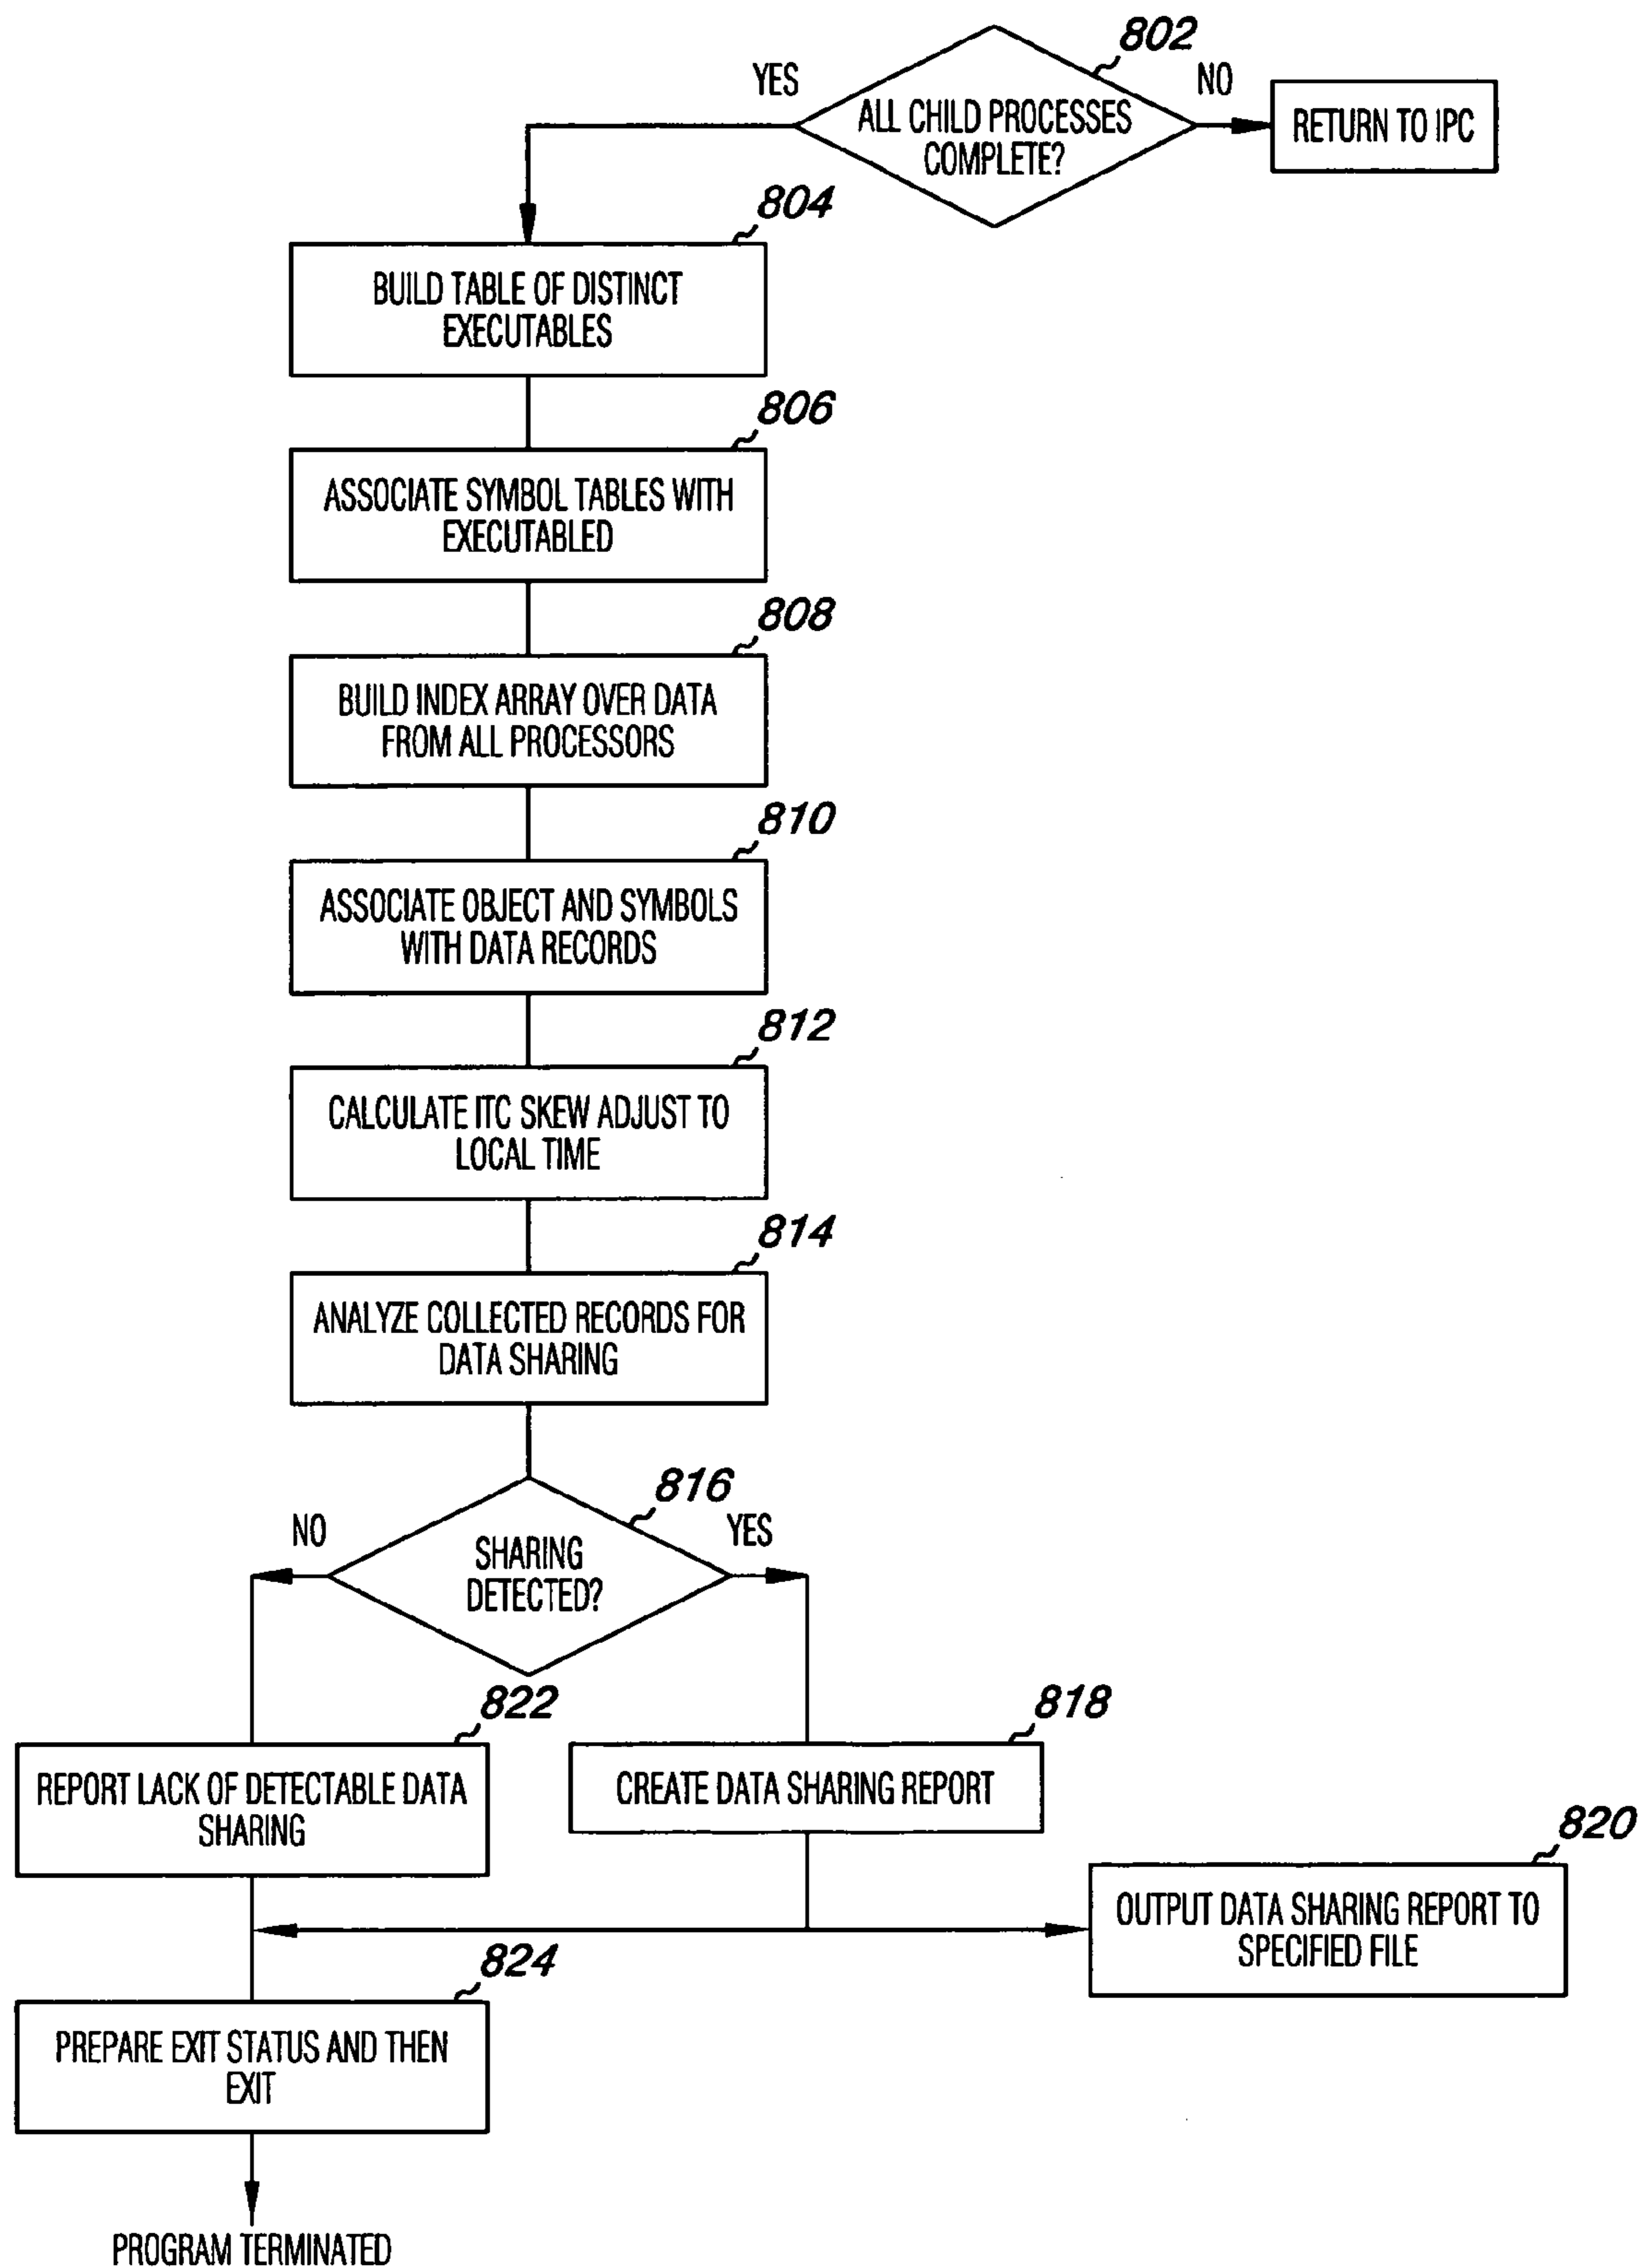 802
YES
NO
ALL CHILD PROCESSES
COMPLETE?
RETURN TO IPC
804
BUILD TABLE OF DISTINCT
EXECUTABLES
806
ASSOCIATE SYMBOL TABLES WITH
EXECUTABLED
808
BUILD INDEX ARRAY OVER DATA
FROM ALL PROCESSORS
810
ASSOCIATE OBJECT AND SYMBOLS
WITH DATA RECORDS
812
CALCULATE ITC SKEW ADJUST TO
LOCAL TIME
814
ANALYZE COLLECTED RECORDS FOR
DATA SHARING
816
NO
YES
SHARING
DETECTED?
822
REPORT LACK OF DETECTABLE DATA
SHARING
818
CREATE DATA SHARING REPORT
820
OUTPUT DATA SHARING REPORT TO
SPECIFIED FILE
824
PREPARE EXIT STATUS AND THEN
EXIT
PROGRAM TERMINATED